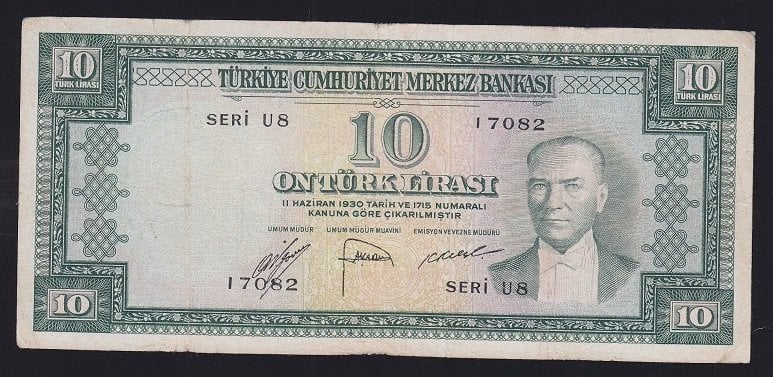 10
TÜRK LİRASI
10
TÜRK LİRASI
TÜRKİYE CUMHURİYET MERKEZ BANKASI
SERİ U8 17082
10
ON TÜRK LİRASI
11 HAZİRAN 1930 TARİH VE 1715 NUMARALI
KANUNA GÖRE ÇIKARILMIŞTIR
UMUM MÜDÜR UMUM MÜDÜR MUAVİNİ EMİSYON VE VEZNE MÜDÜRÜ
17082 SERİ U8
10 10